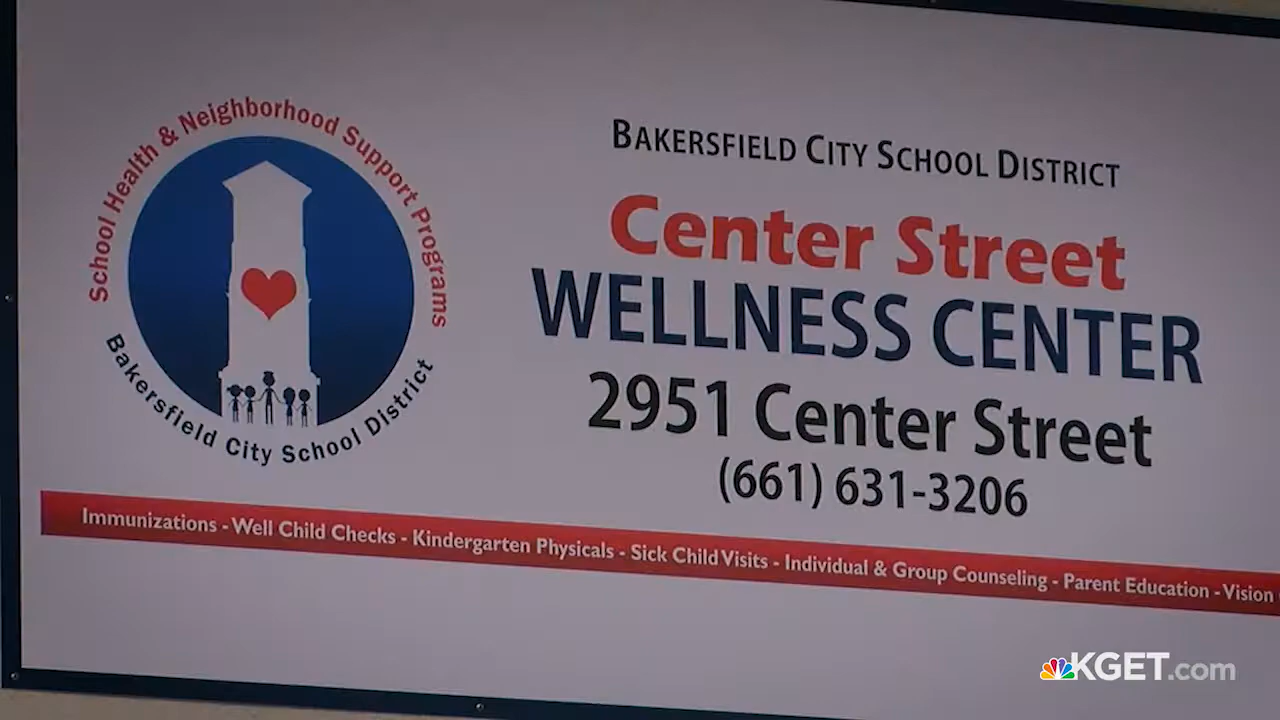 School Health & Neighborhood Support Programs
Bakersfield City School District
BAKERSFIELD CITY SCHOOL DISTRICT
Center Street
WELLNESS CENTER
2951 Center Street
(661) 631-3206
Immunizations - Well Child Checks - Kindergarten Physicals - Sick Child Visits - Individual & Group Counseling - Parent Education - Vision
KGET.com